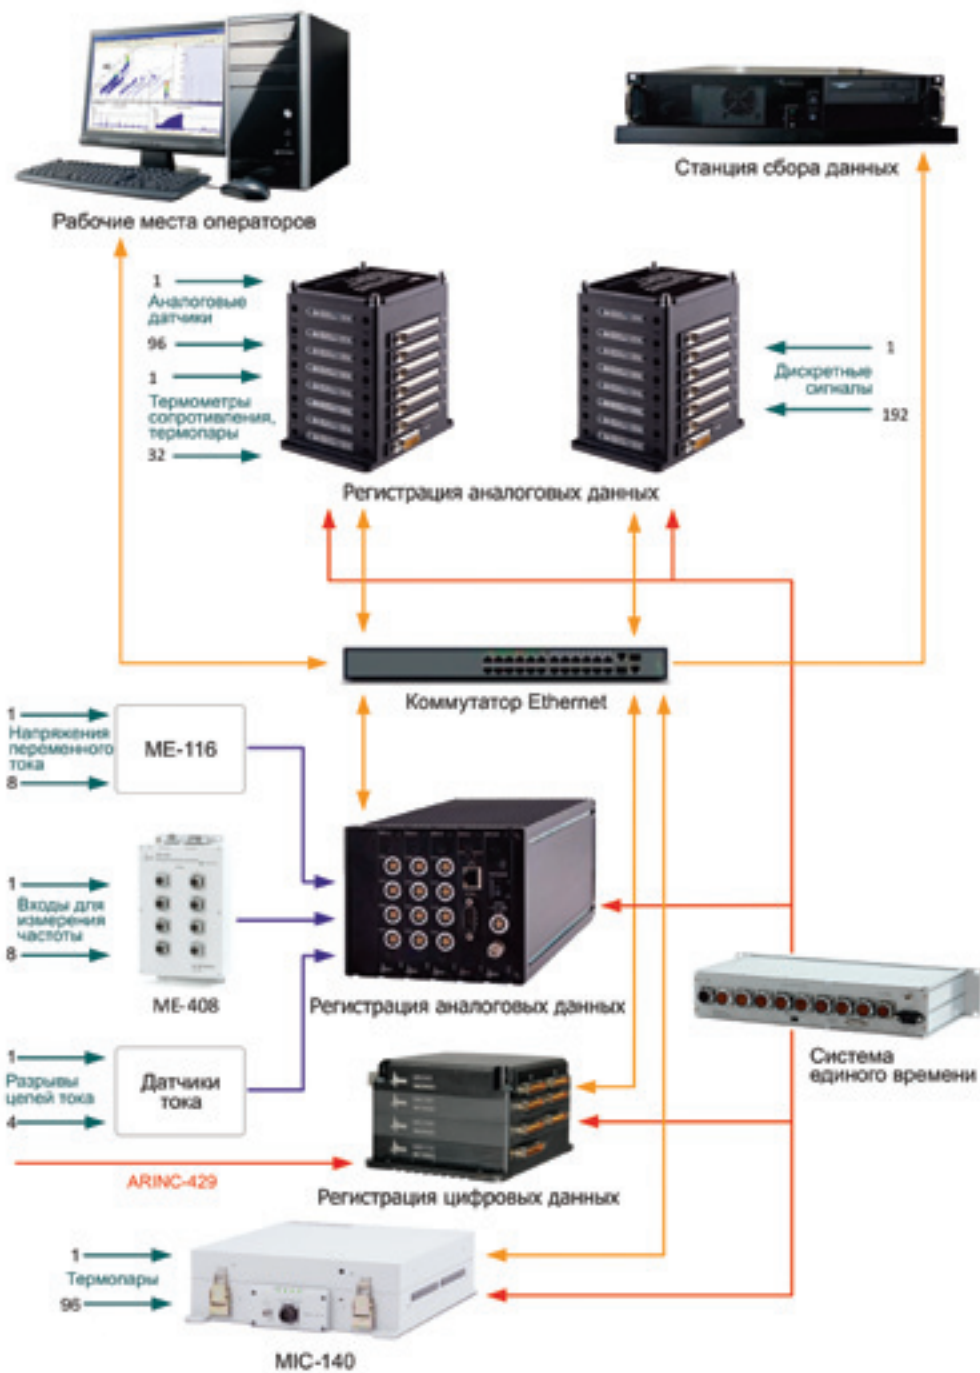 Станция сбора данных
Рабочие места операторов
1
Аналоговые
датчики
96
1
Термометры
сопротивления,
термопары
32
1
Дискретные
сигналы
192
Регистрация аналоговых данных
Коммутатор Ethernet
1
Напряжения
переменного
тока
8
ME-116
1
Входы для
измерения
частоты
8
ME-408
Регистрация аналоговых данных
Система
единого времени
1
Разрывы
цепей тока
4
Датчики
тока
ARINC-429
Регистрация цифровых данных
1
Термопары
96
MIC-140